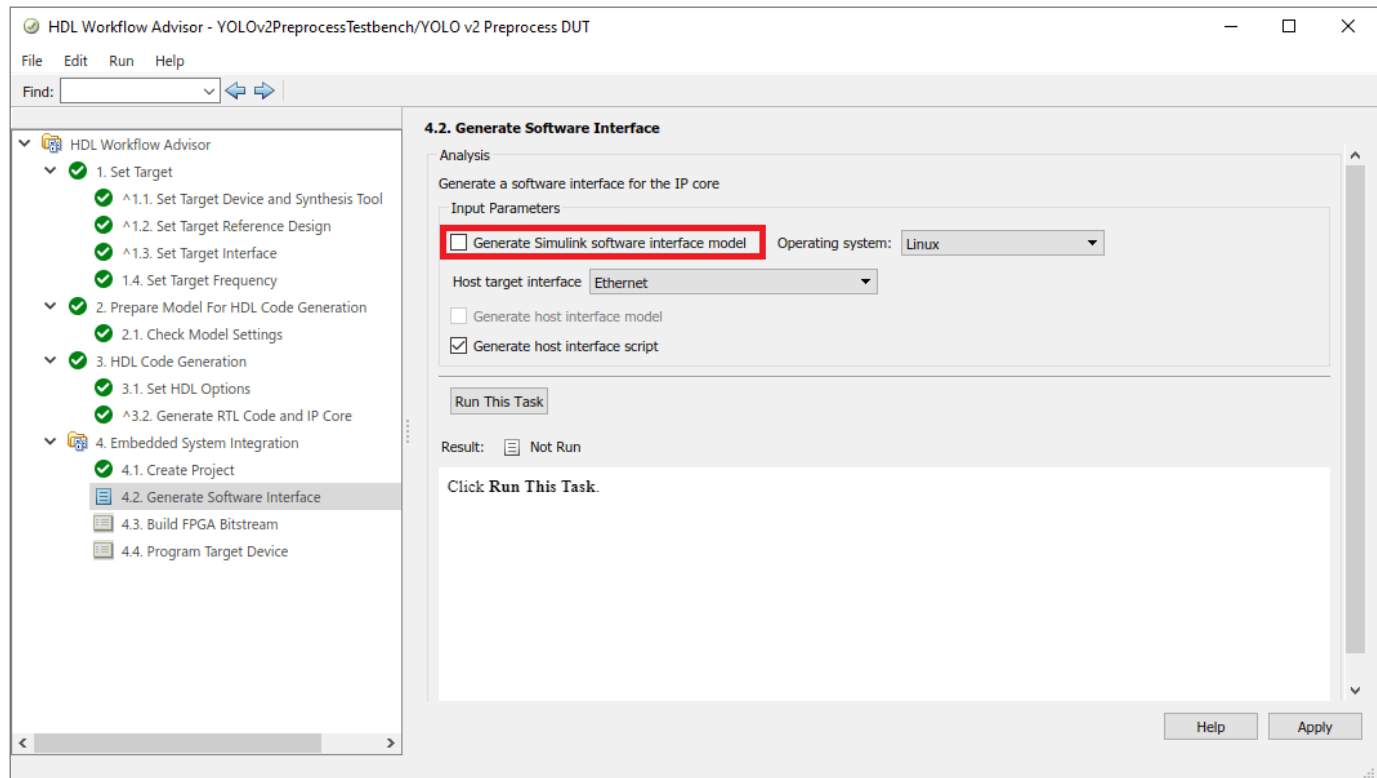 HDL Workflow Advisor - YOLOv2PreprocessTestbench/YOLO v2 Preprocess DUT
File Edit Run Help
Find:
HDL Workflow Advisor
1. Set Target
^1.1. Set Target Device and Synthesis Tool
^1.2. Set Target Reference Design
^1.3. Set Target Interface
1.4. Set Target Frequency
2. Prepare Model For HDL Code Generation
2.1. Check Model Settings
3. HDL Code Generation
3.1. Set HDL Options
^3.2. Generate RTL Code and IP Core
4. Embedded System Integration
4.1. Create Project
4.2. Generate Software Interface
4.3. Build FPGA Bitstream
4.4. Program Target Device
4.2. Generate Software Interface
Analysis
Generate a software interface for the IP core
Input Parameters
Generate Simulink software interface model Operating system: Linux
Host target interface Ethernet
Generate host interface model
Generate host interface script
Run This Task
Result: Not Run
Click Run This Task.
Help Apply